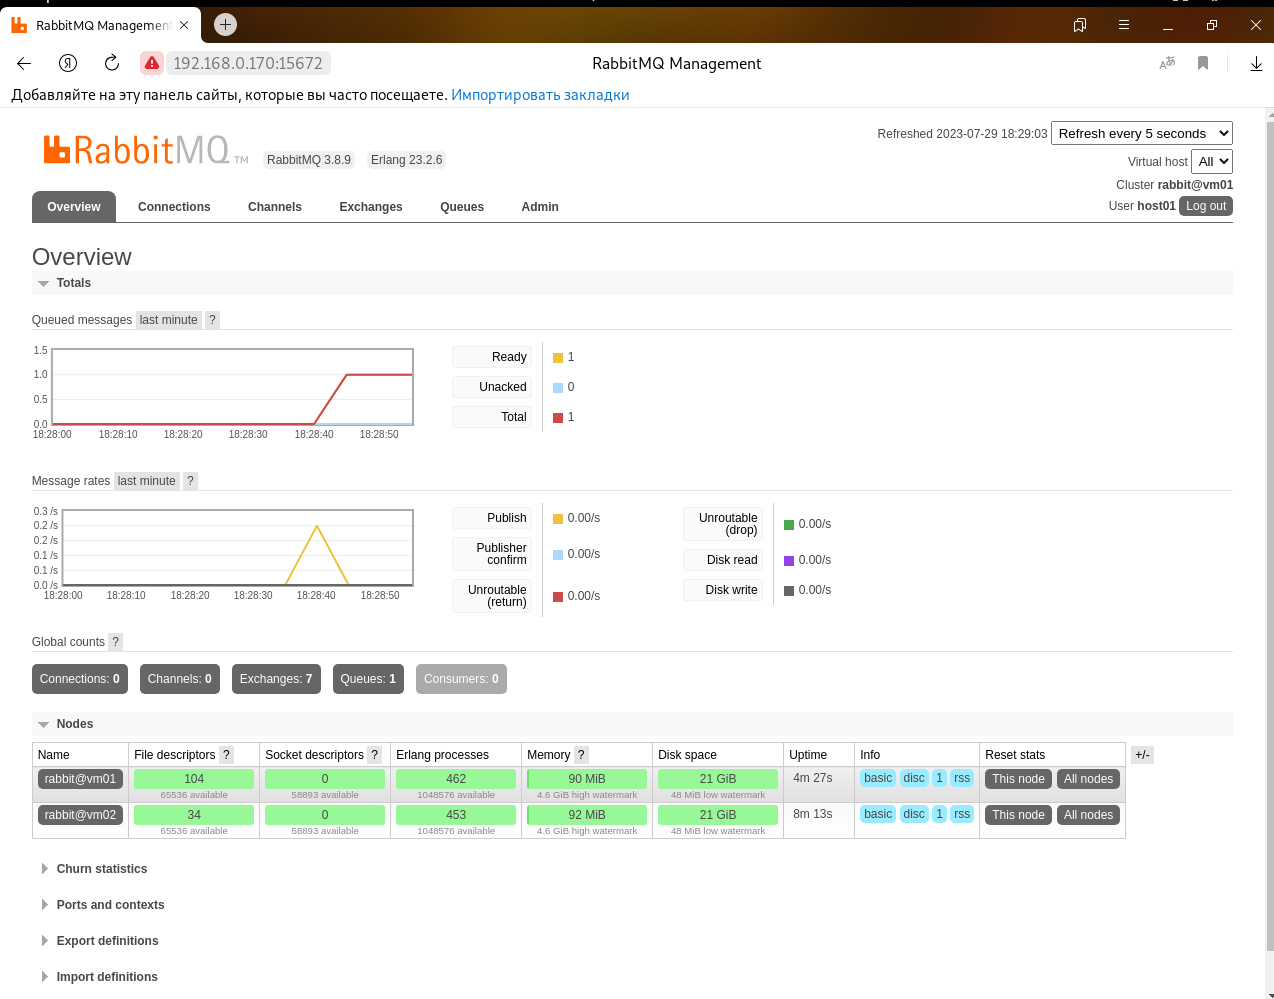 RabbitMQ Management
192.168.0.170:15672
RabbitMQ Management
Добавляйте на эту панель сайты, которые вы часто посещаете. Импортировать закладки
RabbitMQ TM
RabbitMQ 3.8.9
Erlang 23.2.6
Refreshed 2023-07-29 18:29:03
Refresh every 5 seconds
Virtual host All
Cluster rabbit@vm01
User host01 Log out
Overview Connections Channels Exchanges Queues Admin
Overview
Totals
Queued messages last minute ?
1.5
1.0
0.5
0.0
18:28:00 18:28:10 18:28:20 18:28:30 18:28:40 18:28:50
Ready 1
Unacked 0
Total 1
Message rates last minute ?
0.3 /s
0.2 /s
0.2 /s
0.1 /s
0.1 /s
0.0 /s
18:28:00 18:28:10 18:28:20 18:28:30 18:28:40 18:28:50
Publish 0.00/s
Publisher
confirm 0.00/s
Unroutable
(return) 0.00/s
Unroutable
(drop) 0.00/s
Disk read 0.00/s
Disk write 0.00/s
Global counts ?
Connections: 0 Channels: 0 Exchanges: 7 Queues: 1 Consumers: 0
Nodes
Name File descriptors ? Socket descriptors ? Erlang processes Memory ? Disk space Uptime Info Reset stats +/-
rabbit@vm01 104 0 462 90 MiB 21 GiB 4m 27s basic disc 1 rss This node All nodes
65536 available 58893 available 1048576 available 4.6 GiB high watermark 48 MiB low watermark
rabbit@vm02 34 0 453 92 MiB 21 GiB 8m 13s basic disc 1 rss This node All nodes
65536 available 58893 available 1048576 available 4.6 GiB high watermark 48 MiB low watermark
Churn statistics
Ports and contexts
Export definitions
Import definitions